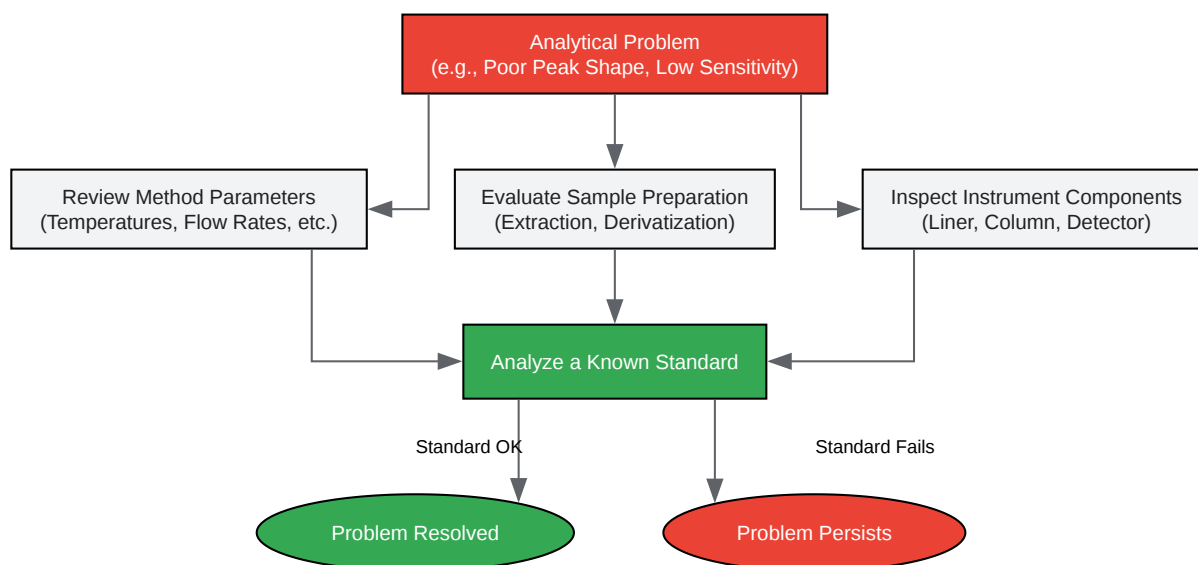 Analytical Problem
(e.g., Poor Peak Shape, Low Sensitivity)
Review Method Parameters
(Temperatures, Flow Rates, etc.)
Evaluate Sample Preparation
(Extraction, Derivatization)
Inspect Instrument Components
(Liner, Column, Detector)
Analyze a Known Standard
Standard OK
Standard Fails
Problem Resolved
Problem Persists